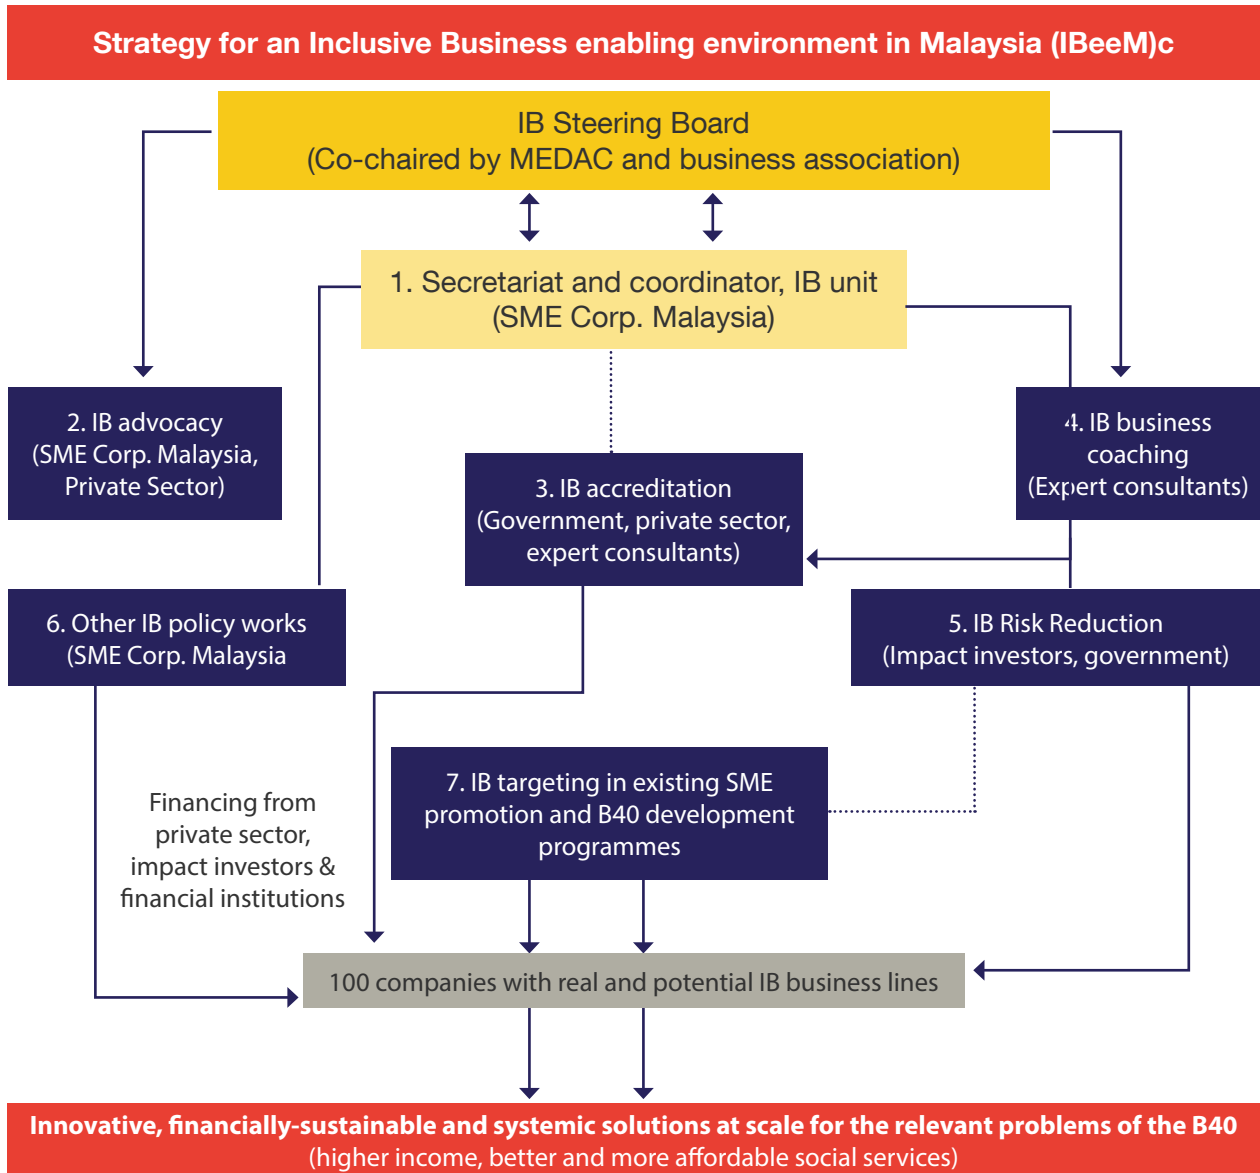 Strategy for an Inclusive Business enabling environment in Malaysia (IBeeM)c
IB Steering Board
(Co-chaired by MEDAC and business association)
1. Secretariat and coordinator, IB unit
(SME Corp. Malaysia)
2. IB advocacy
(SME Corp. Malaysia,
Private Sector)
3. IB accreditation
(Government, private sector,
expert consultants)
4. IB business
coaching
(Expert consultants)
6. Other IB policy works
(SME Corp. Malaysia
5. IB Risk Reduction
(Impact investors, government)
7. IB targeting in existing SME
promotion and B40 development
programmes
Financing from
private sector,
impact investors &
financial institutions
100 companies with real and potential IB business lines
Innovative, financially-sustainable and systemic solutions at scale for the relevant problems of the B40
(higher income, better and more affordable social services)